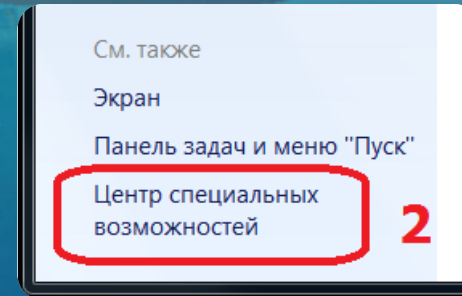 См. также
Экран
Панель задач и меню "Пуск"
Центр специальных
возможностей
2